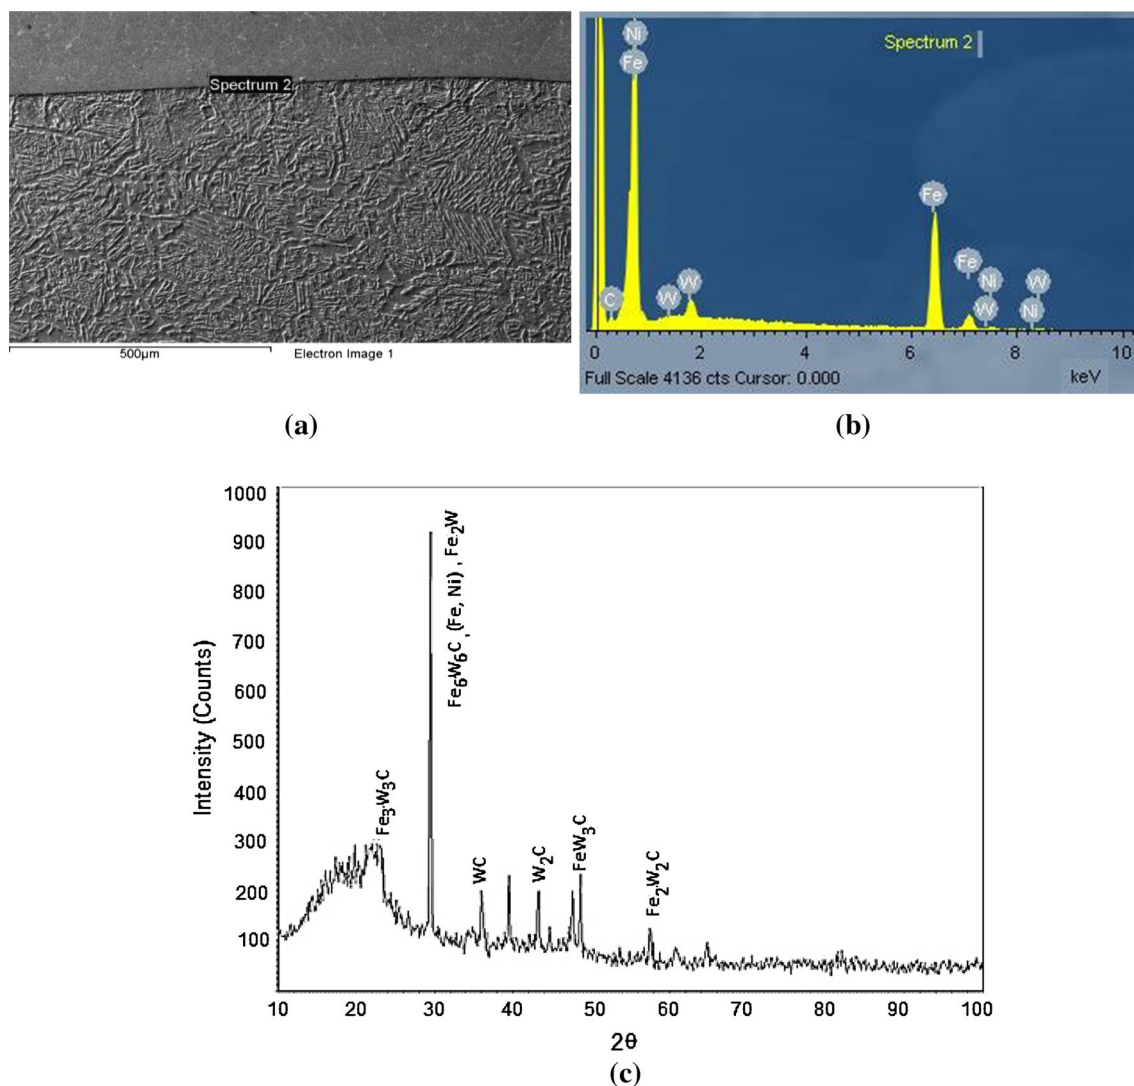 Spectrum 2
500µm Electron Image 1
(a)
Ni
Fe
Spectrum 2
Fe
Fe
C W W Ni W
W Ni
0 2 4 6 8 10
Full Scale 4136 cts Cursor: 0.000 keV
(b)
1000
900
800
700
600
500
400
300
200
100
Intensity (Counts)
Fe3W3C
Fe6W6C, (Fe, Ni), Fe2W
WC
W2C
FeW3C
Fe2W2C
10 20 30 40 50 60 70 80 90 100
2θ
(c)